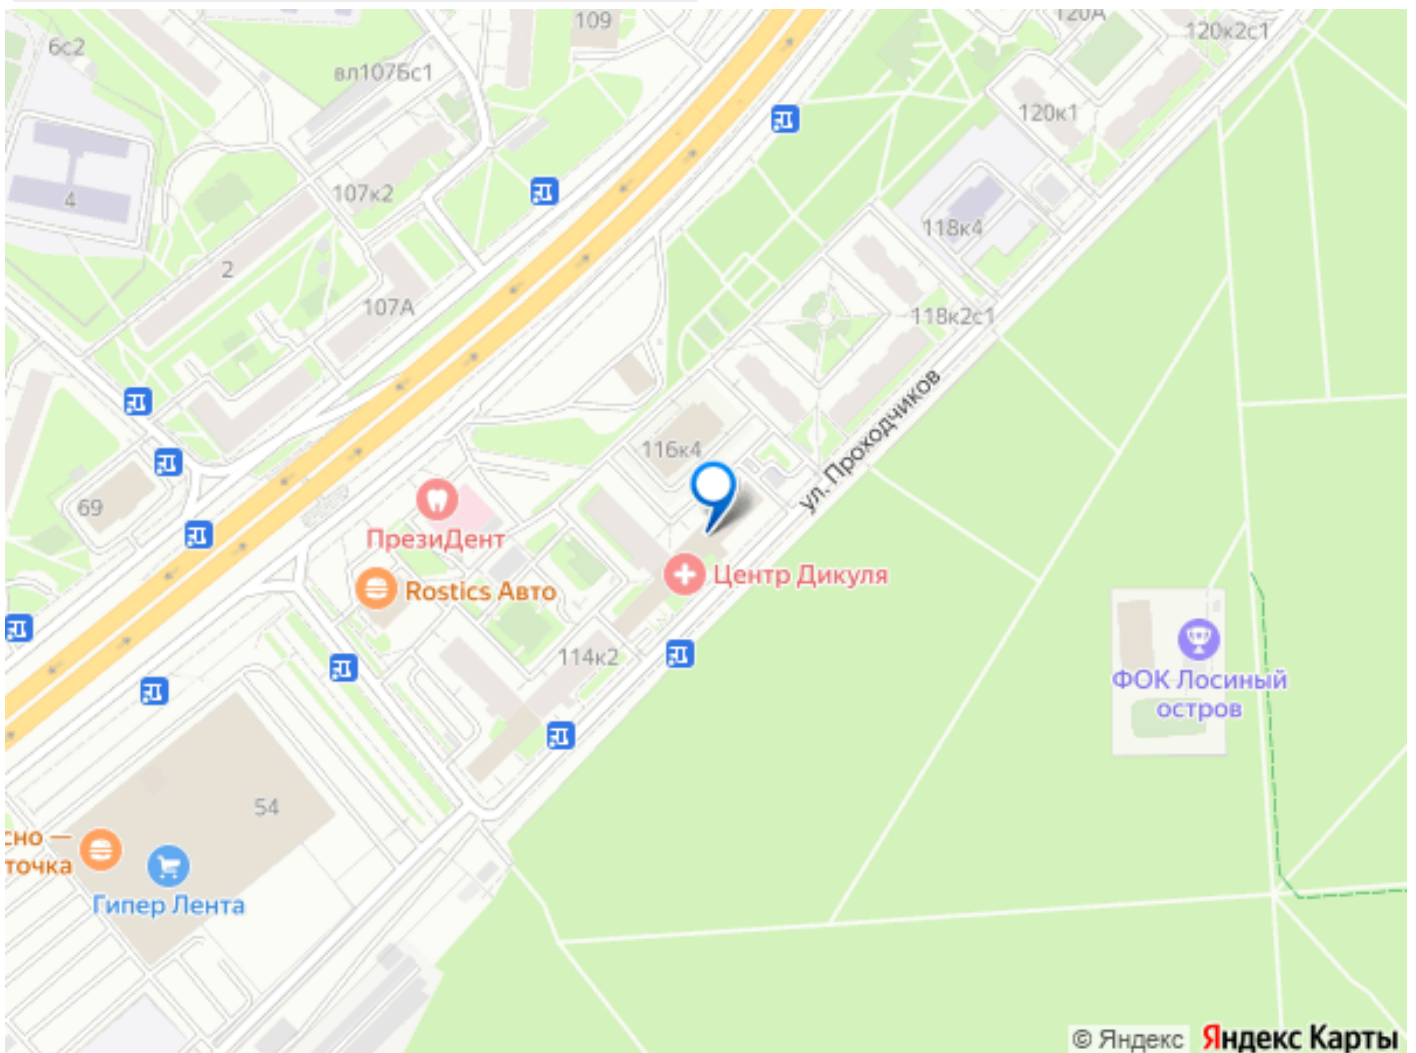 109
120А
120к2с1
6с2
вл107Бс1
120к1
4
107к2
118к4
2
107А
118к2с1
ул. Проходчиков
116к4
69
ПрезиДент
Rostics Авто
Центр Дикуля
114к2
ФОК Лосиный
остров
54
сно —
точка
Гипер Лента
© Яндекс Яндекс Карты